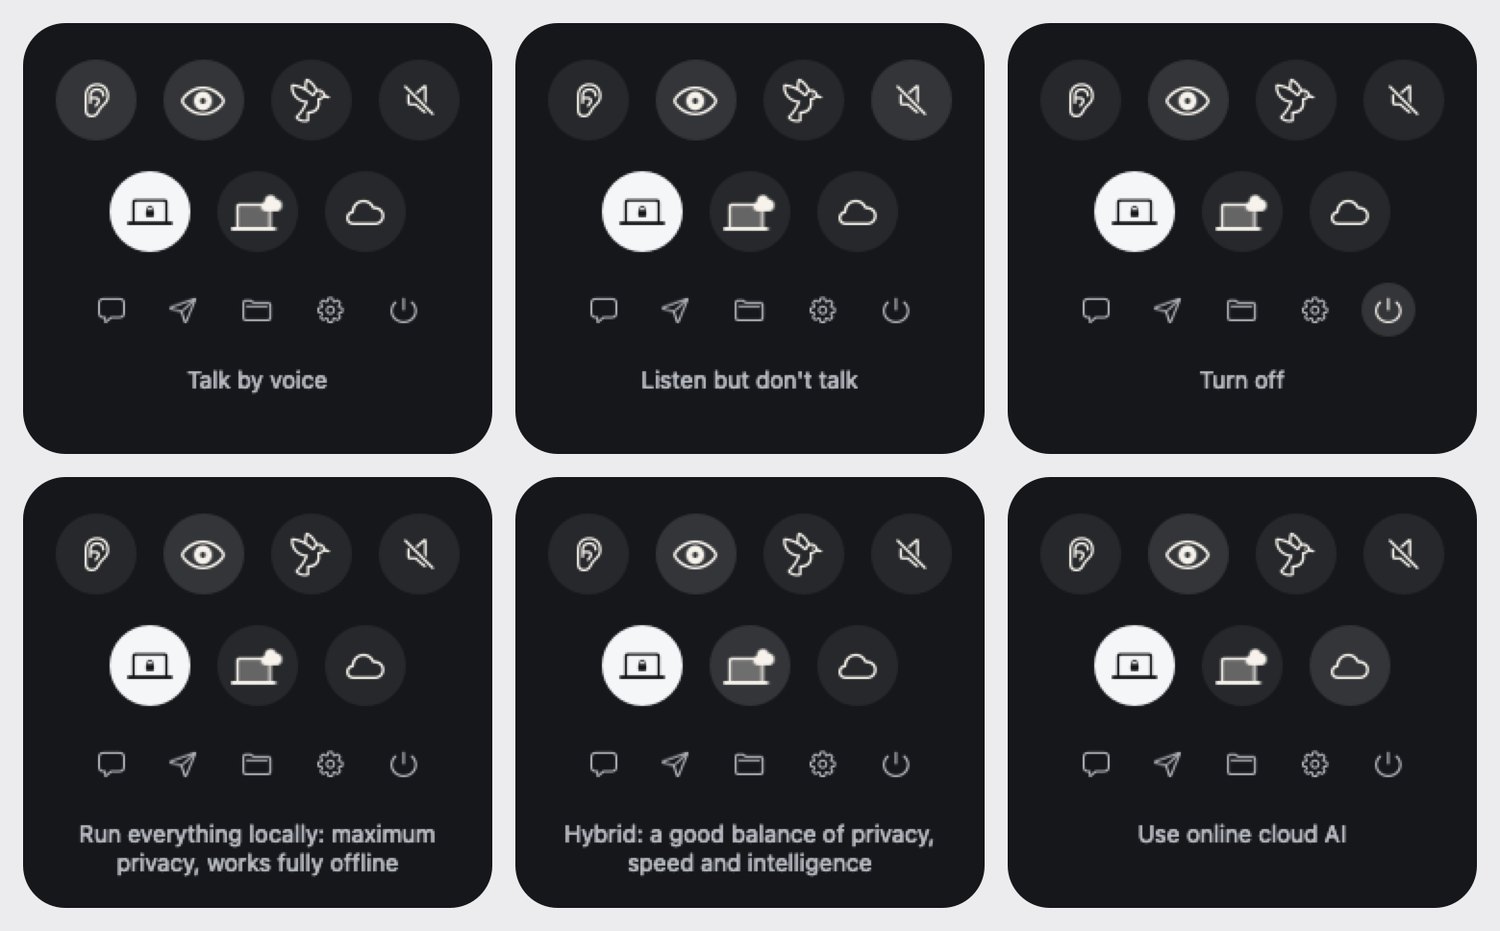 Talk by voice
Listen but don't talk
Turn off
Run everything locally: maximum
privacy, works fully offline
Hybrid: a good balance of privacy,
speed and intelligence
Use online cloud AI